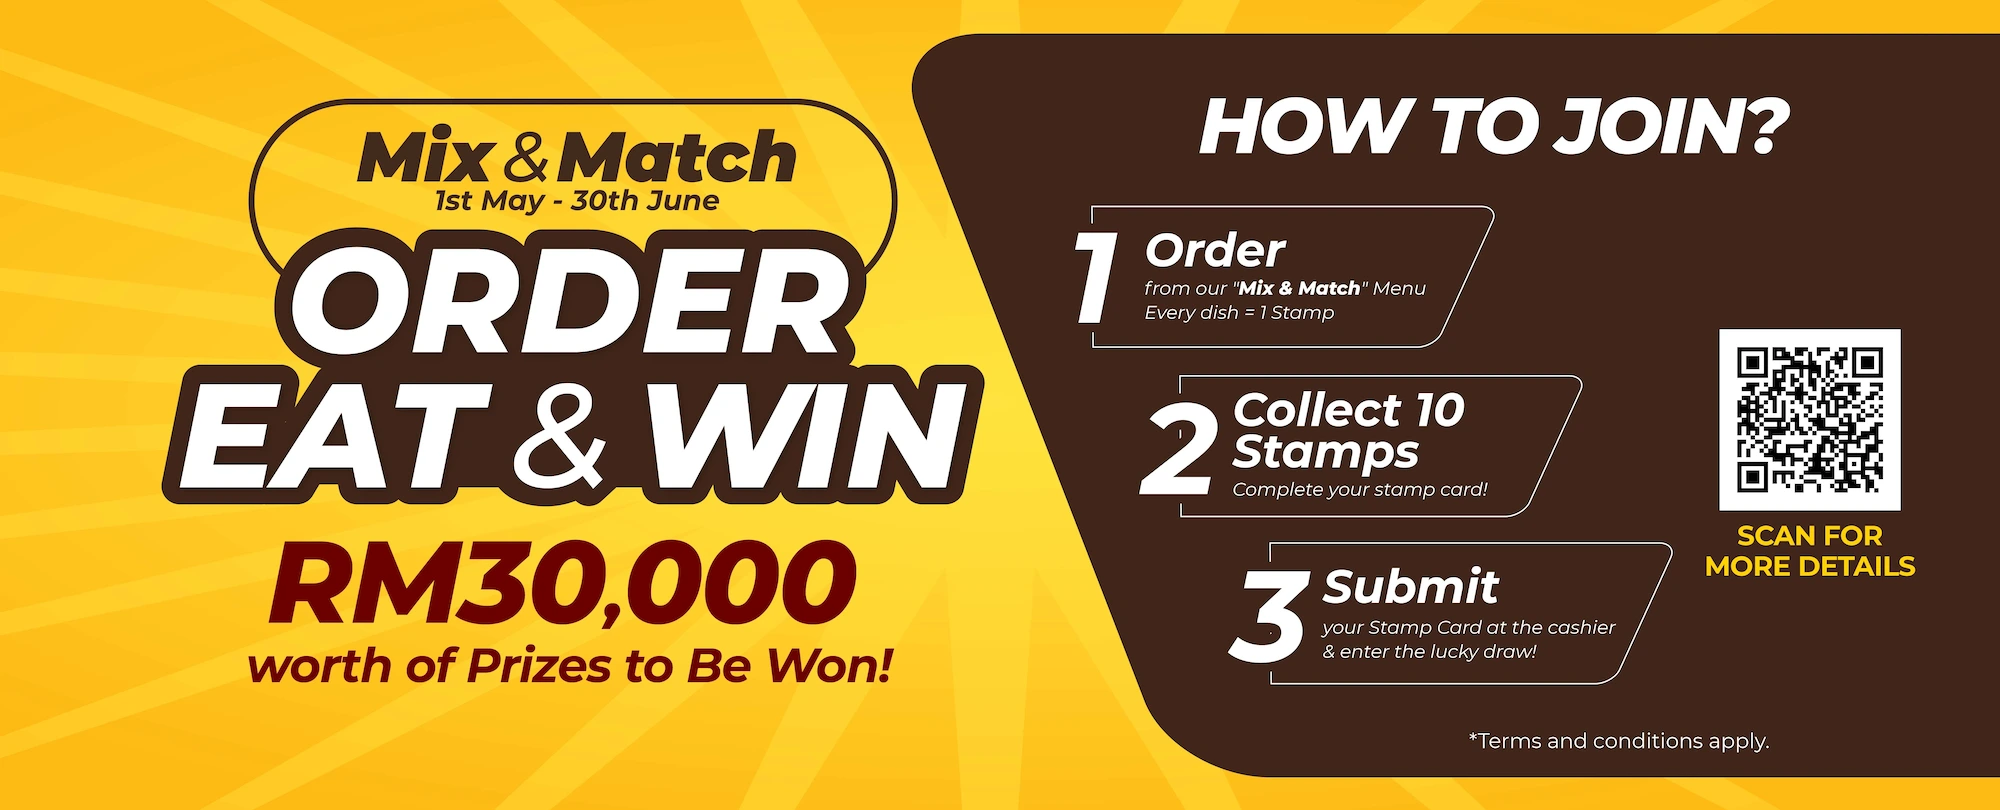 Mix & Match
1st May - 30th June
ORDER
EAT & WIN
RM30,000
worth of Prizes to Be Won!
HOW TO JOIN?
1
Order
from our "Mix & Match" Menu
Every dish = 1 Stamp
2
Collect 10
Stamps
Complete your stamp card!
3
Submit
your Stamp Card at the cashier
& enter the lucky draw!
SCAN FOR
MORE DETAILS
*Terms and conditions apply.